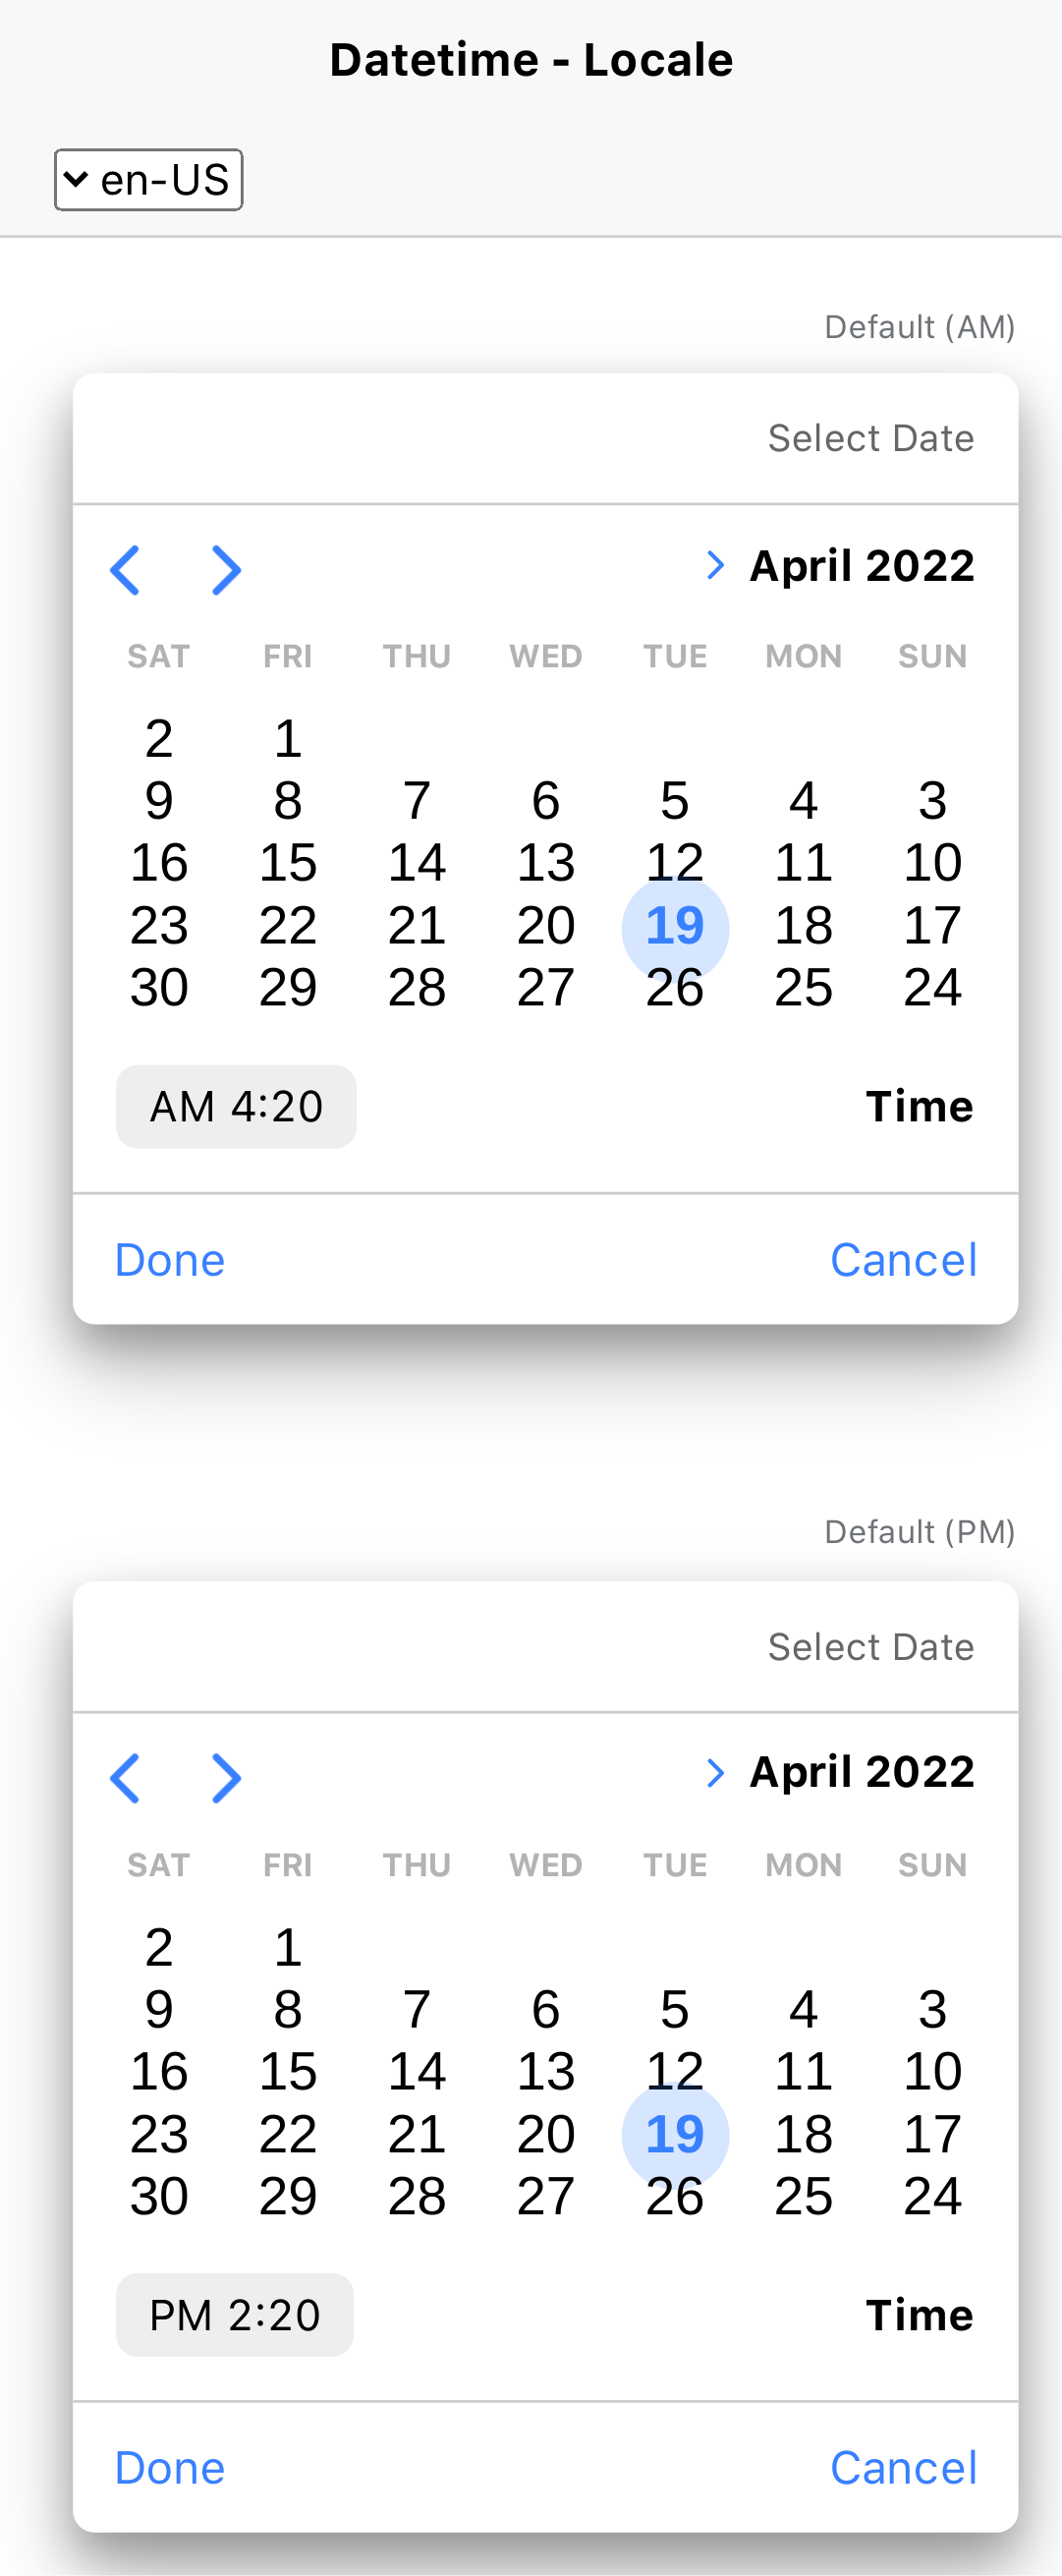 Datetime - Locale
en-US
Default (AM)
Select Date
April 2022
SAT FRI THU WED TUE MON SUN
2 1
9 8 7 6 5 4 3
16 15 14 13 12 11 10
23 22 21 20 19 18 17
30 29 28 27 26 25 24
AM 4:20 Time
Done Cancel
Default (PM)
Select Date
April 2022
SAT FRI THU WED TUE MON SUN
2 1
9 8 7 6 5 4 3
16 15 14 13 12 11 10
23 22 21 20 19 18 17
30 29 28 27 26 25 24
PM 2:20 Time
Done Cancel